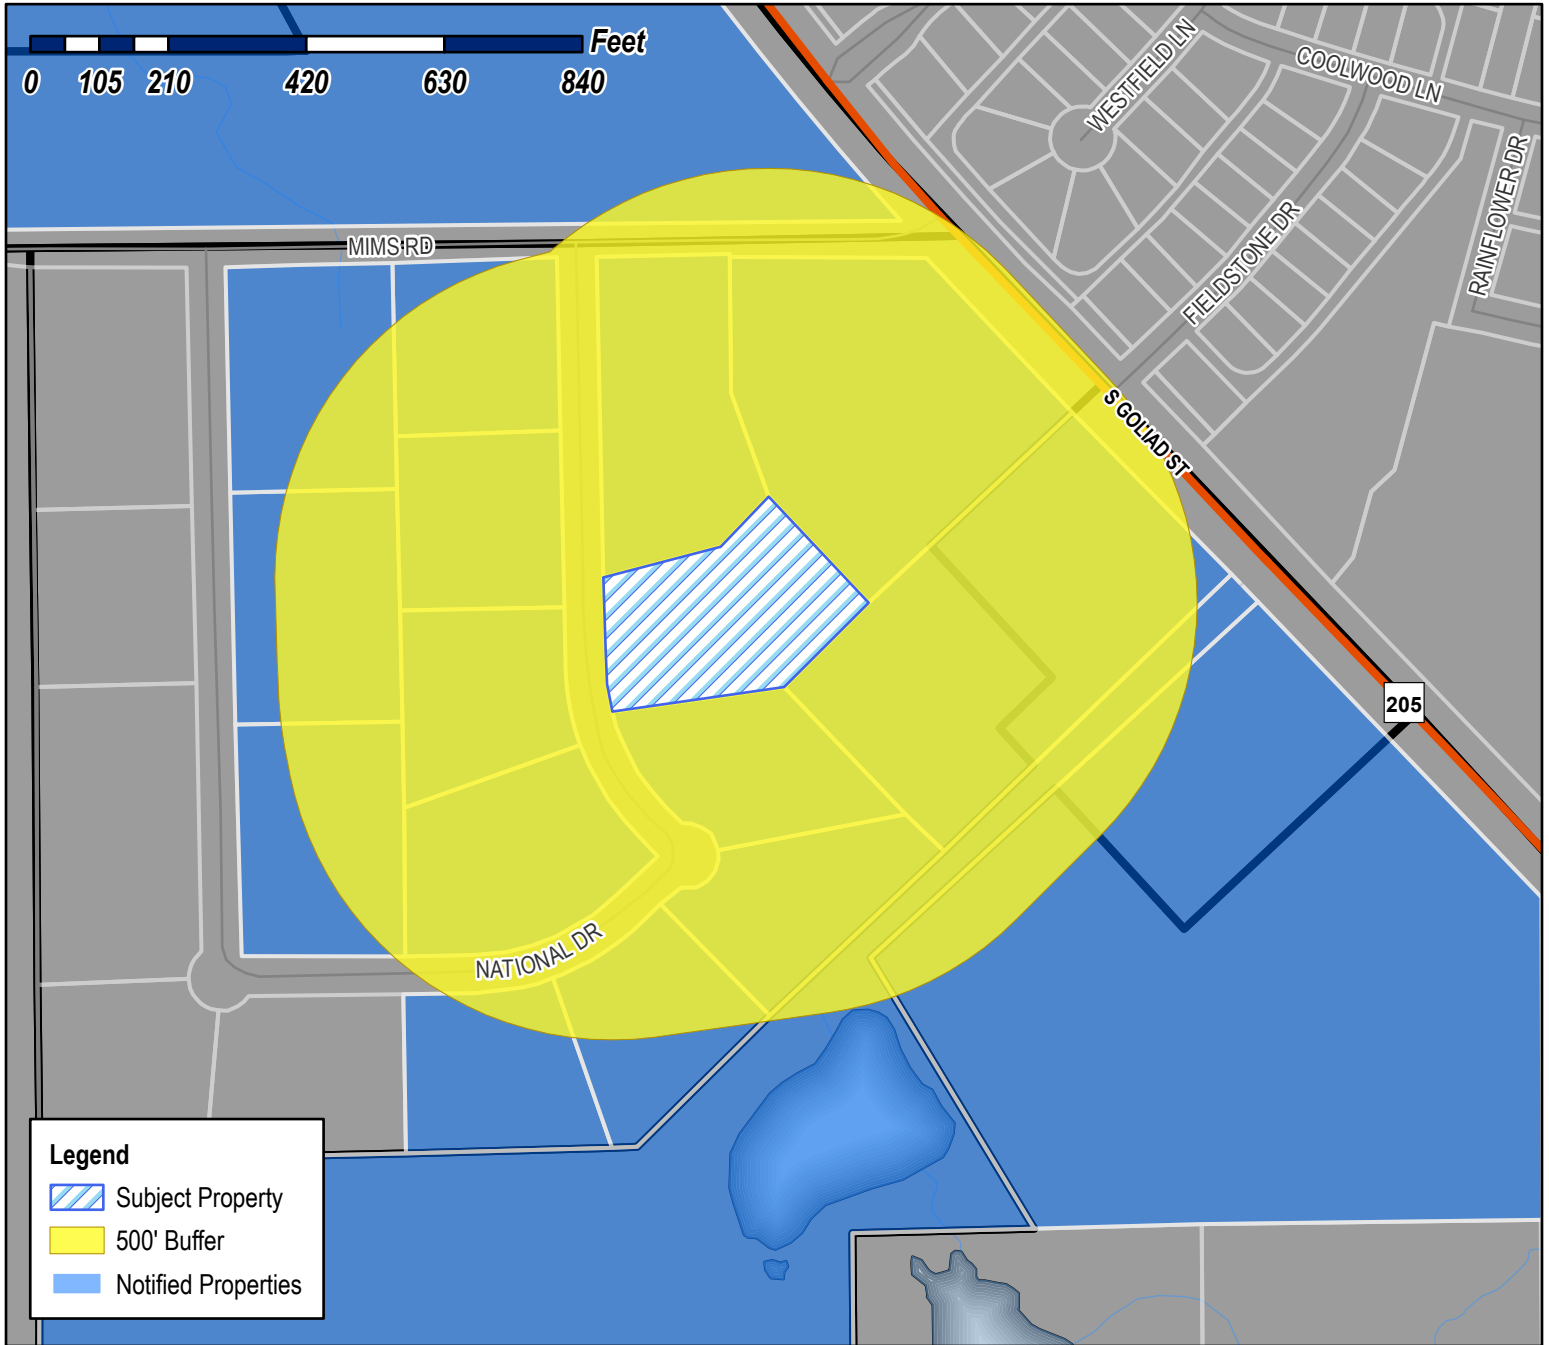 Feet
0 105 210 420 630 840
WESTFIELD LN
COOLWOOD LN
RAINFLOWER DR
MIMS RD
FIELDSTONE DR
S GOLIAD ST
205
NATIONAL DR
Legend
Subject Property
500' Buffer
Notified Properties